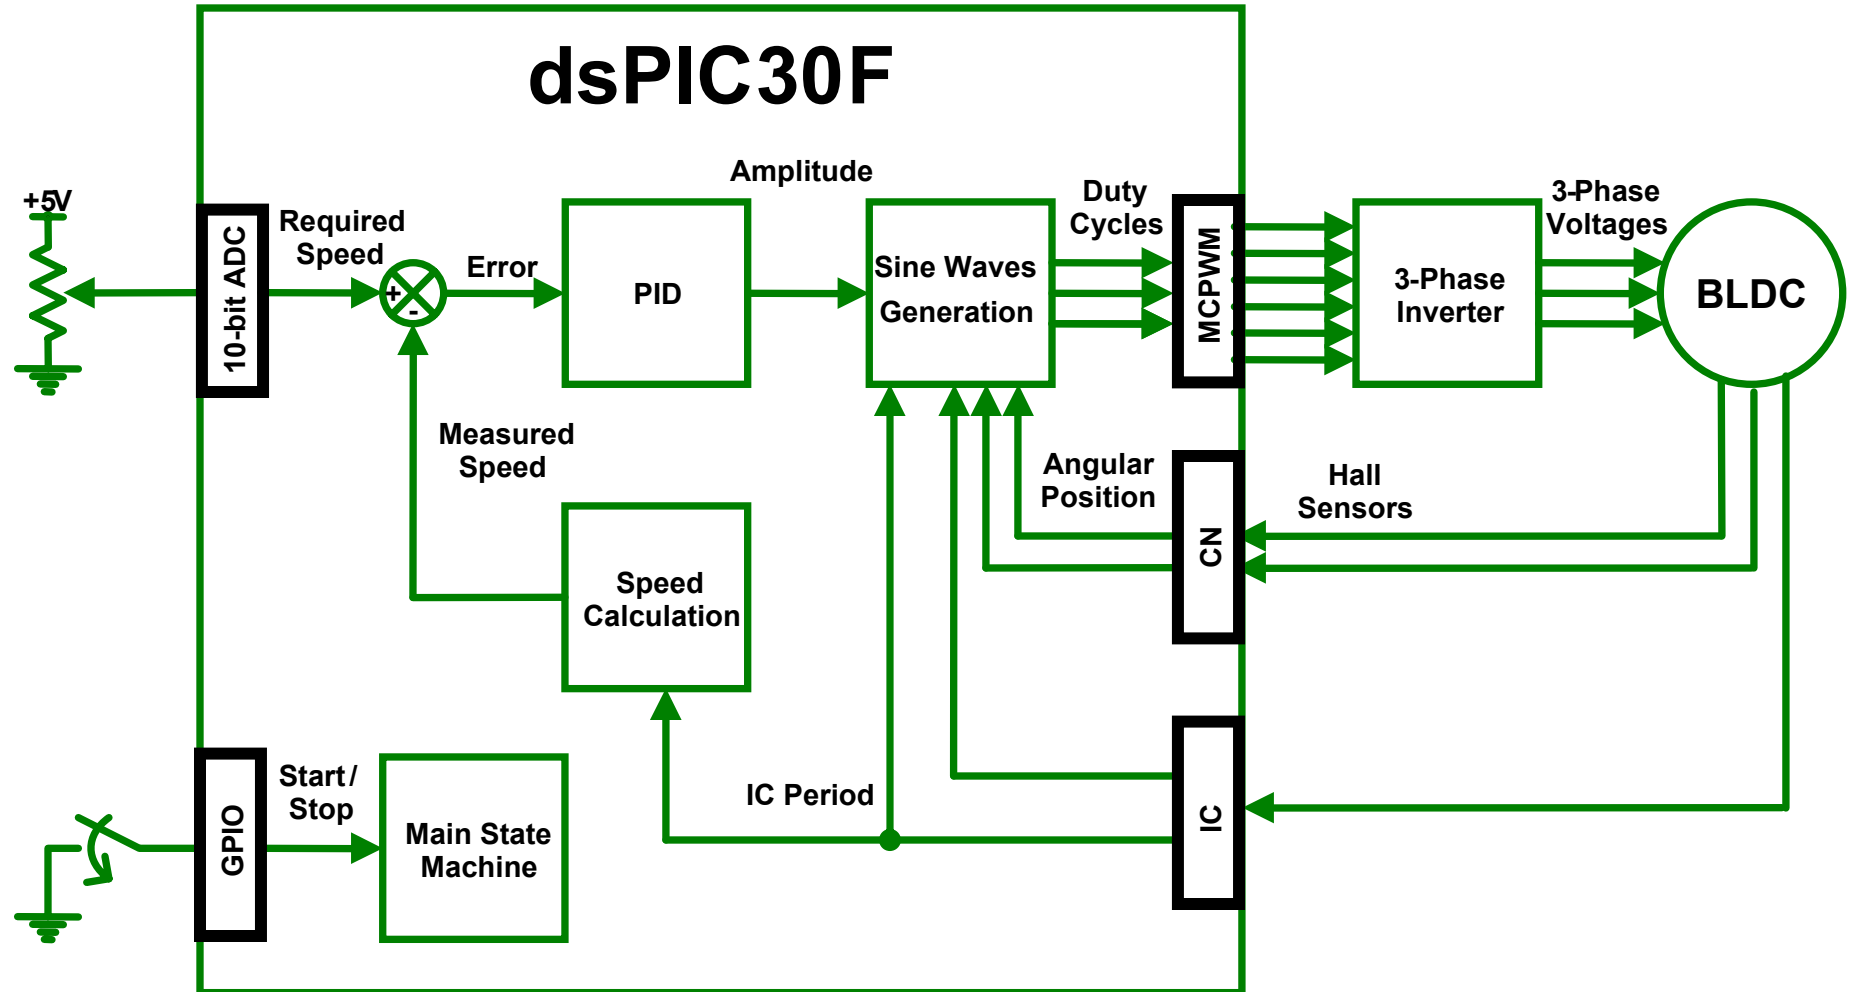 dsPIC30F
+5V
10-bit ADC
Required
Speed
+
-
Error
PID
Amplitude
Sine Waves
Generation
Duty
Cycles
MCPWM
3-Phase
Inverter
3-Phase
Voltages
BLDC
Measured
Speed
Angular
Position
CN
Hall
Sensors
Speed
Calculation
GPIO
Start/
Stop
Main State
Machine
IC Period
IC